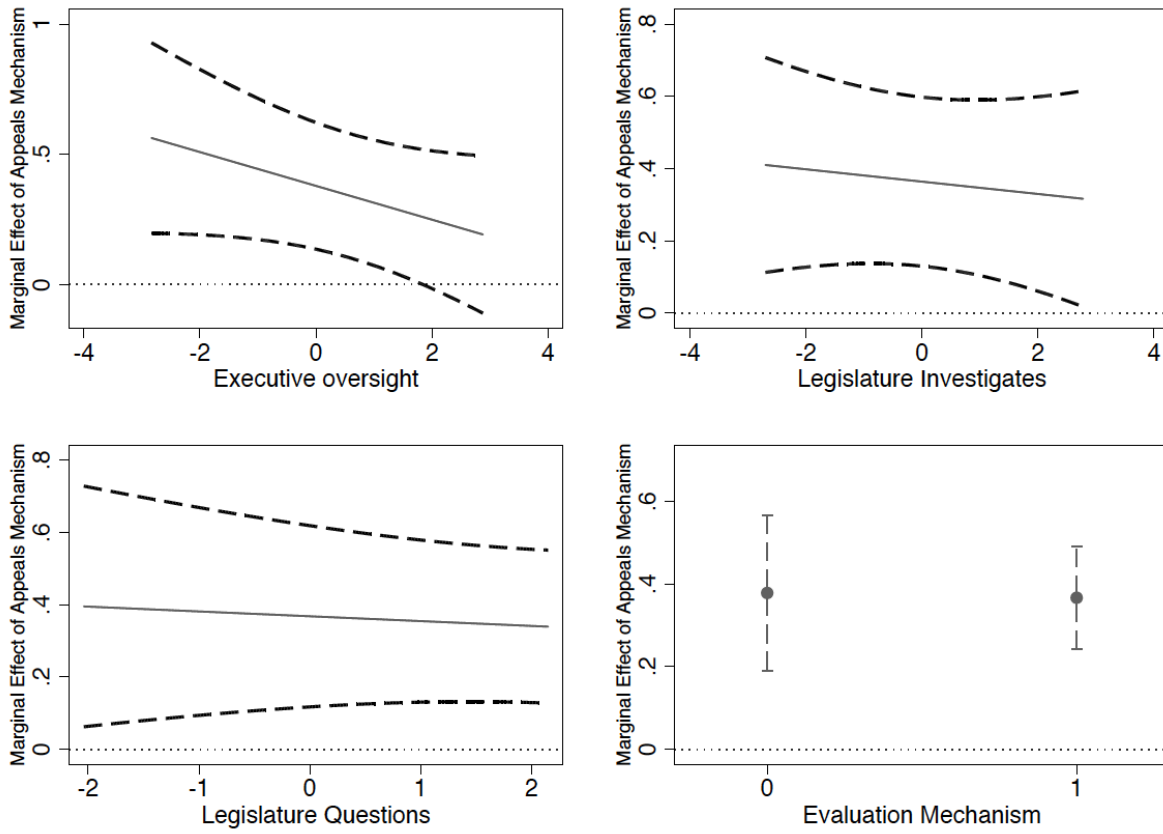 Marginal Effect of Appeals Mechanism
1
.5
0
-4 -2 0 2 4
Executive oversight
Marginal Effect of Appeals Mechanism
.8
.6
.4
.2
0
-4 -2 0 2 4
Legislature Investigates
Marginal Effect of Appeals Mechanism
.8
.6
.4
.2
0
-2 -1 0 1 2
Legislature Questions
Marginal Effect of Appeals Mechanism
.6
.4
.2
0
0 1
Evaluation Mechanism